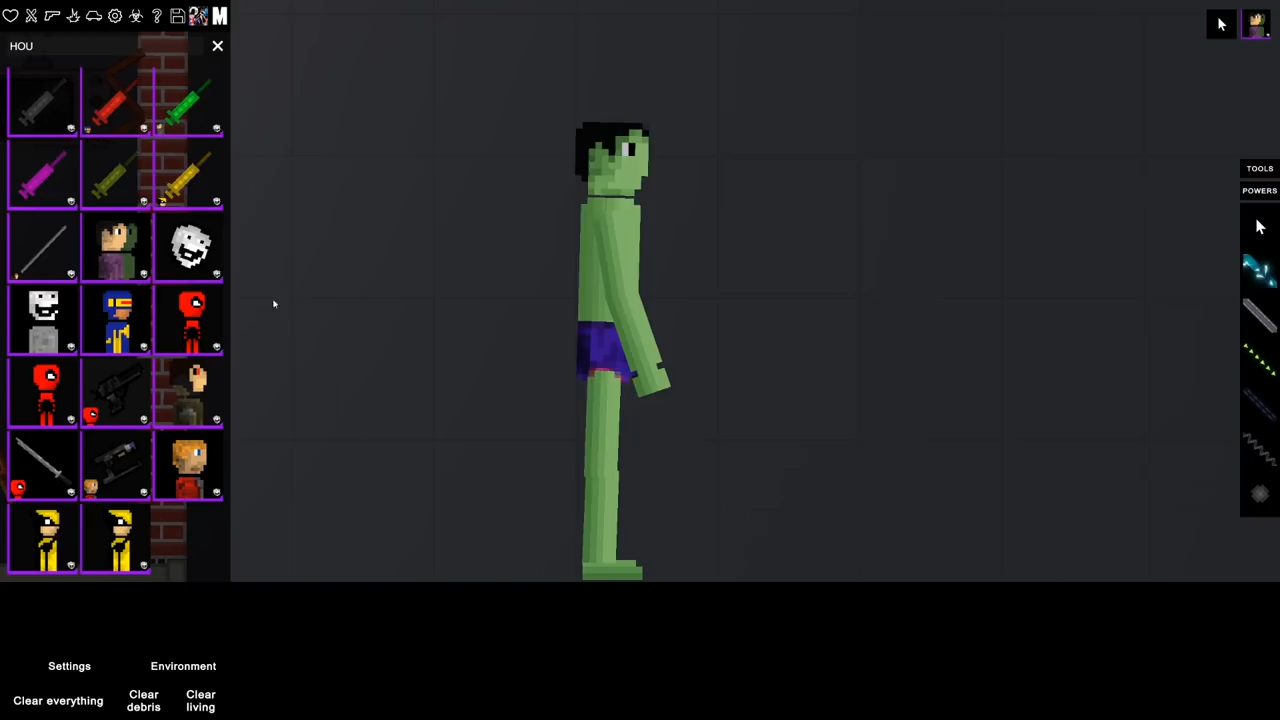 M
HOU
TOOLS
POWERS
Settings
Environment
Clear everything
Clear
debris
Clear
living